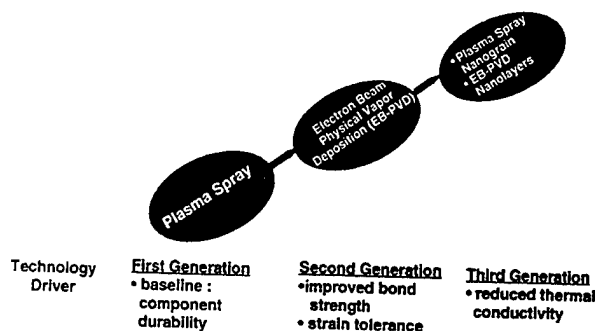 • Plasma Spray
Nanograin
• EB-PVD
Nanolayers
Electron Beam
Physical Vapor
Deposition (EB-PVD)
Plasma Spray
Technology
Driver
First Generation
• baseline :
component
durability
Second Generation
•improved bond
strength
• strain tolerance
Third Generation
• reduced thermal
conductivity